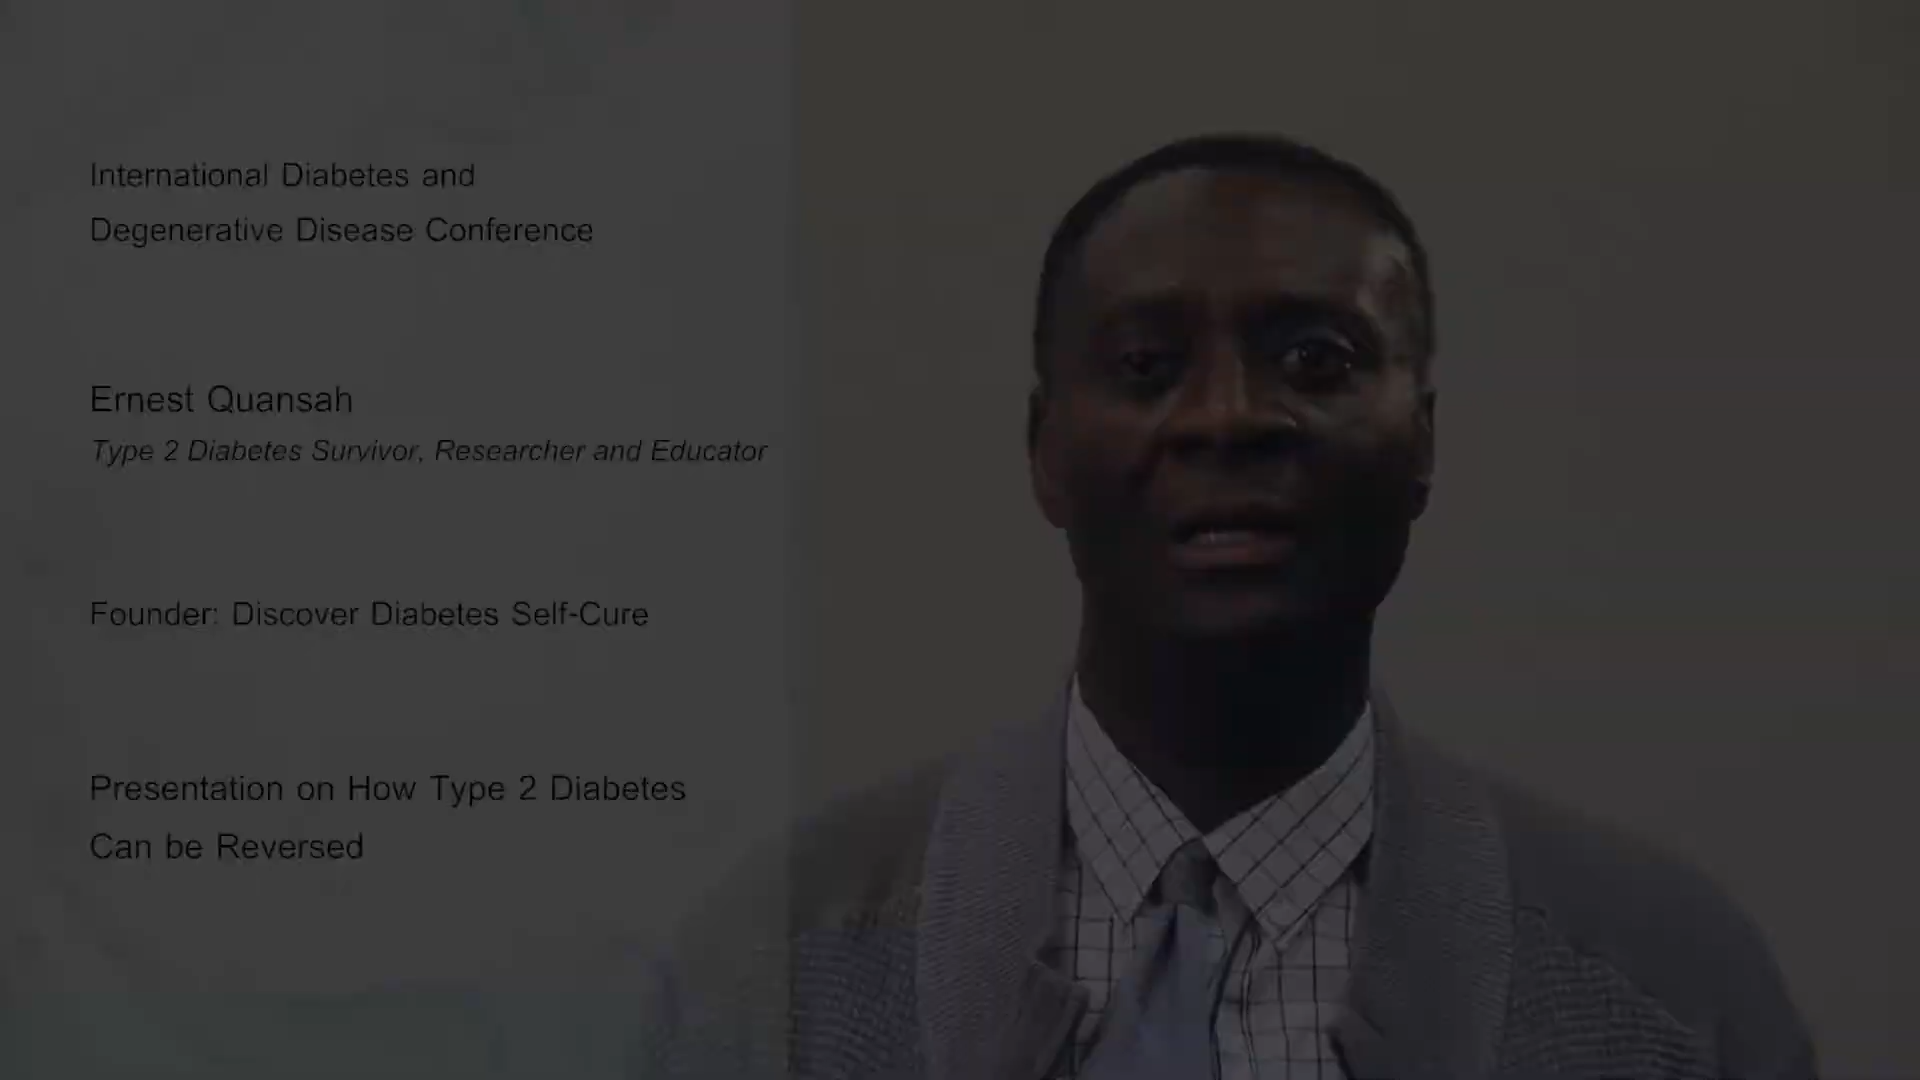 International Diabetes and
Degenerative Disease Conference
Ernest Quansah
Type 2 Diabetes Survivor, Researcher and Educator
Founder: Discover Diabetes Self-Cure
Presentation on How Type 2 Diabetes
Can be Reversed